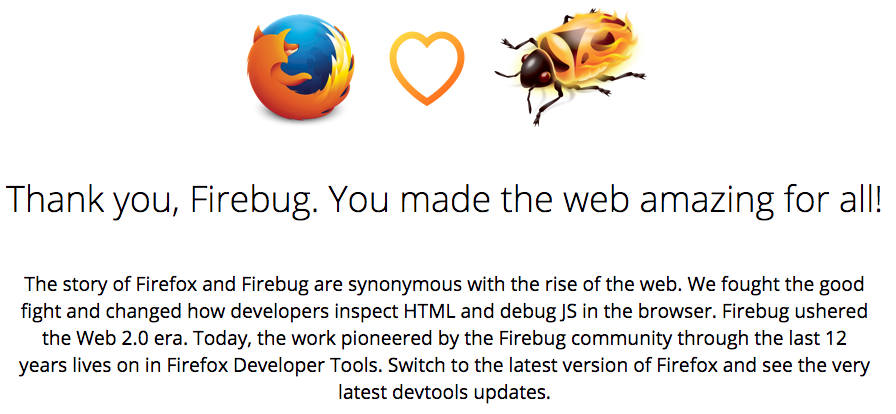 Thank you, Firebug. You made the web amazing for all!
The story of Firefox and Firebug are synonymous with the rise of the web. We fought the good
fight and changed how developers inspect HTML and debug JS in the browser. Firebug ushered
the Web 2.0 era. Today, the work pioneered by the Firebug community through the last 12
years lives on in Firefox Developer Tools. Switch to the latest version of Firefox and see the very
latest devtools updates.